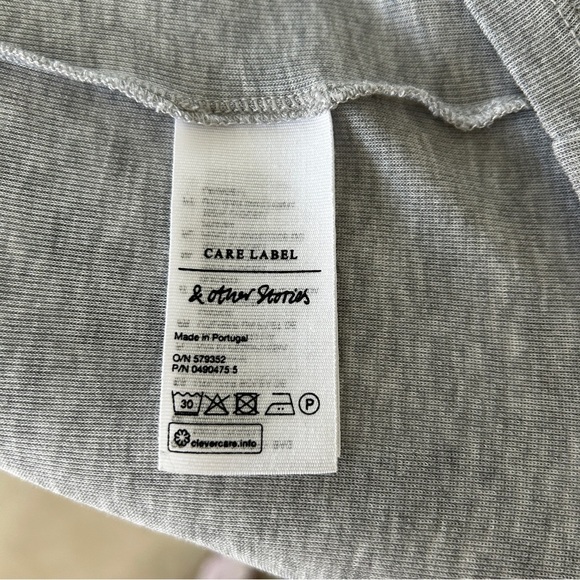 CARE LABEL
& other Stories
Made in Portugal
O/N 579352
P/N 0490475 5
30 P
clevercare.info